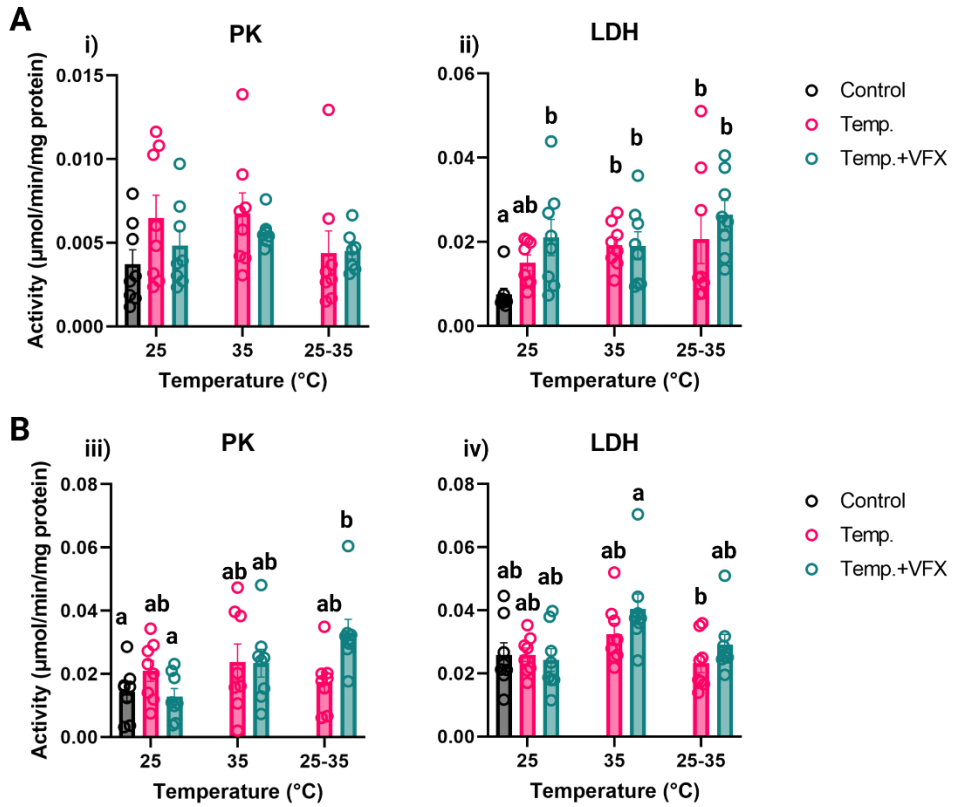 A
i)
PK
Activity (µmol/min/mg protein)
0.015
0.010
0.005
0.000
25
35
25-35
Temperature (°C)
ii)
LDH
0.06
0.04
0.02
0.00
a
ab
b
b
b
b
b
25
35
25-35
Temperature (°C)
Control
Temp.
Temp.+VFX
B
iii)
PK
Activity (µmol/min/mg protein)
0.08
0.06
0.04
0.02
0.00
a
ab
a
ab
ab
ab
b
25
35
25-35
Temperature (°C)
iv)
LDH
0.08
0.06
0.04
0.02
0.00
ab
ab
ab
ab
a
b
ab
25
35
25-35
Temperature (°C)
Control
Temp.
Temp.+VFX